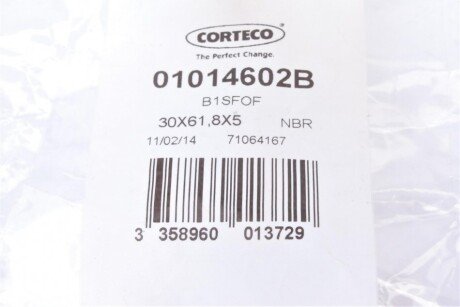 CORTECO
The Perfect Change.
01014602B
B1SFOF
30X61,8X5 NBR
11/02/14 71064167
3 358960 013729